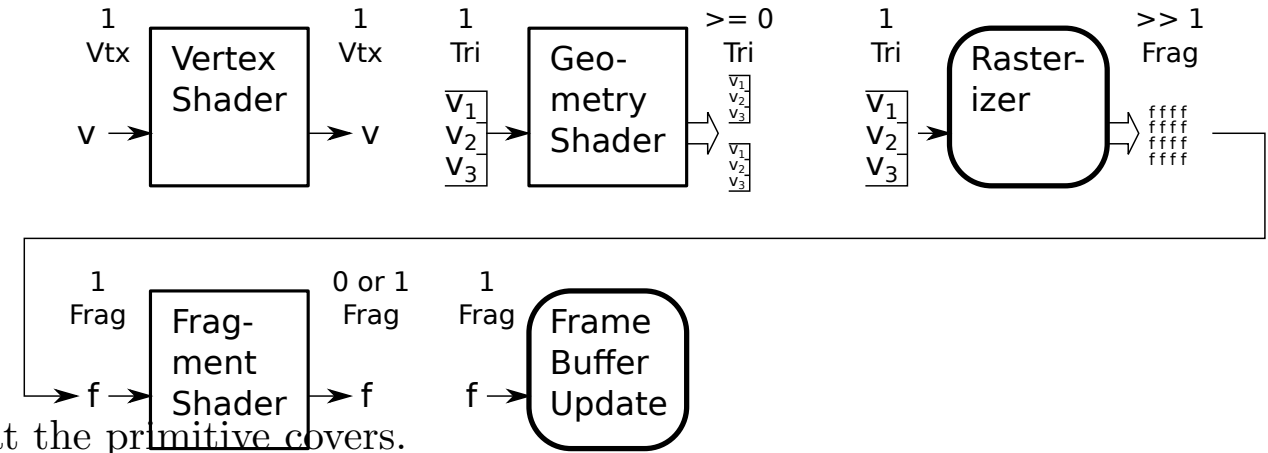 1
Vtx
Vertex
Shader
v
1
Vtx
v
1
Tri
v1
v2
v3
Geo-
metry
Shader
>= 0
Tri
v1
v2
v3
v1
v2
v3
1
Tri
v1
v2
v3
Raster-
izer
>> 1
Frag
f f f f
f f f f
f f f f
f f f f
1
Frag
f
Frag-
ment
Shader
0 or 1
Frag
f
1
Frag
f
Frame
Buffer
Update
the primitive covers.